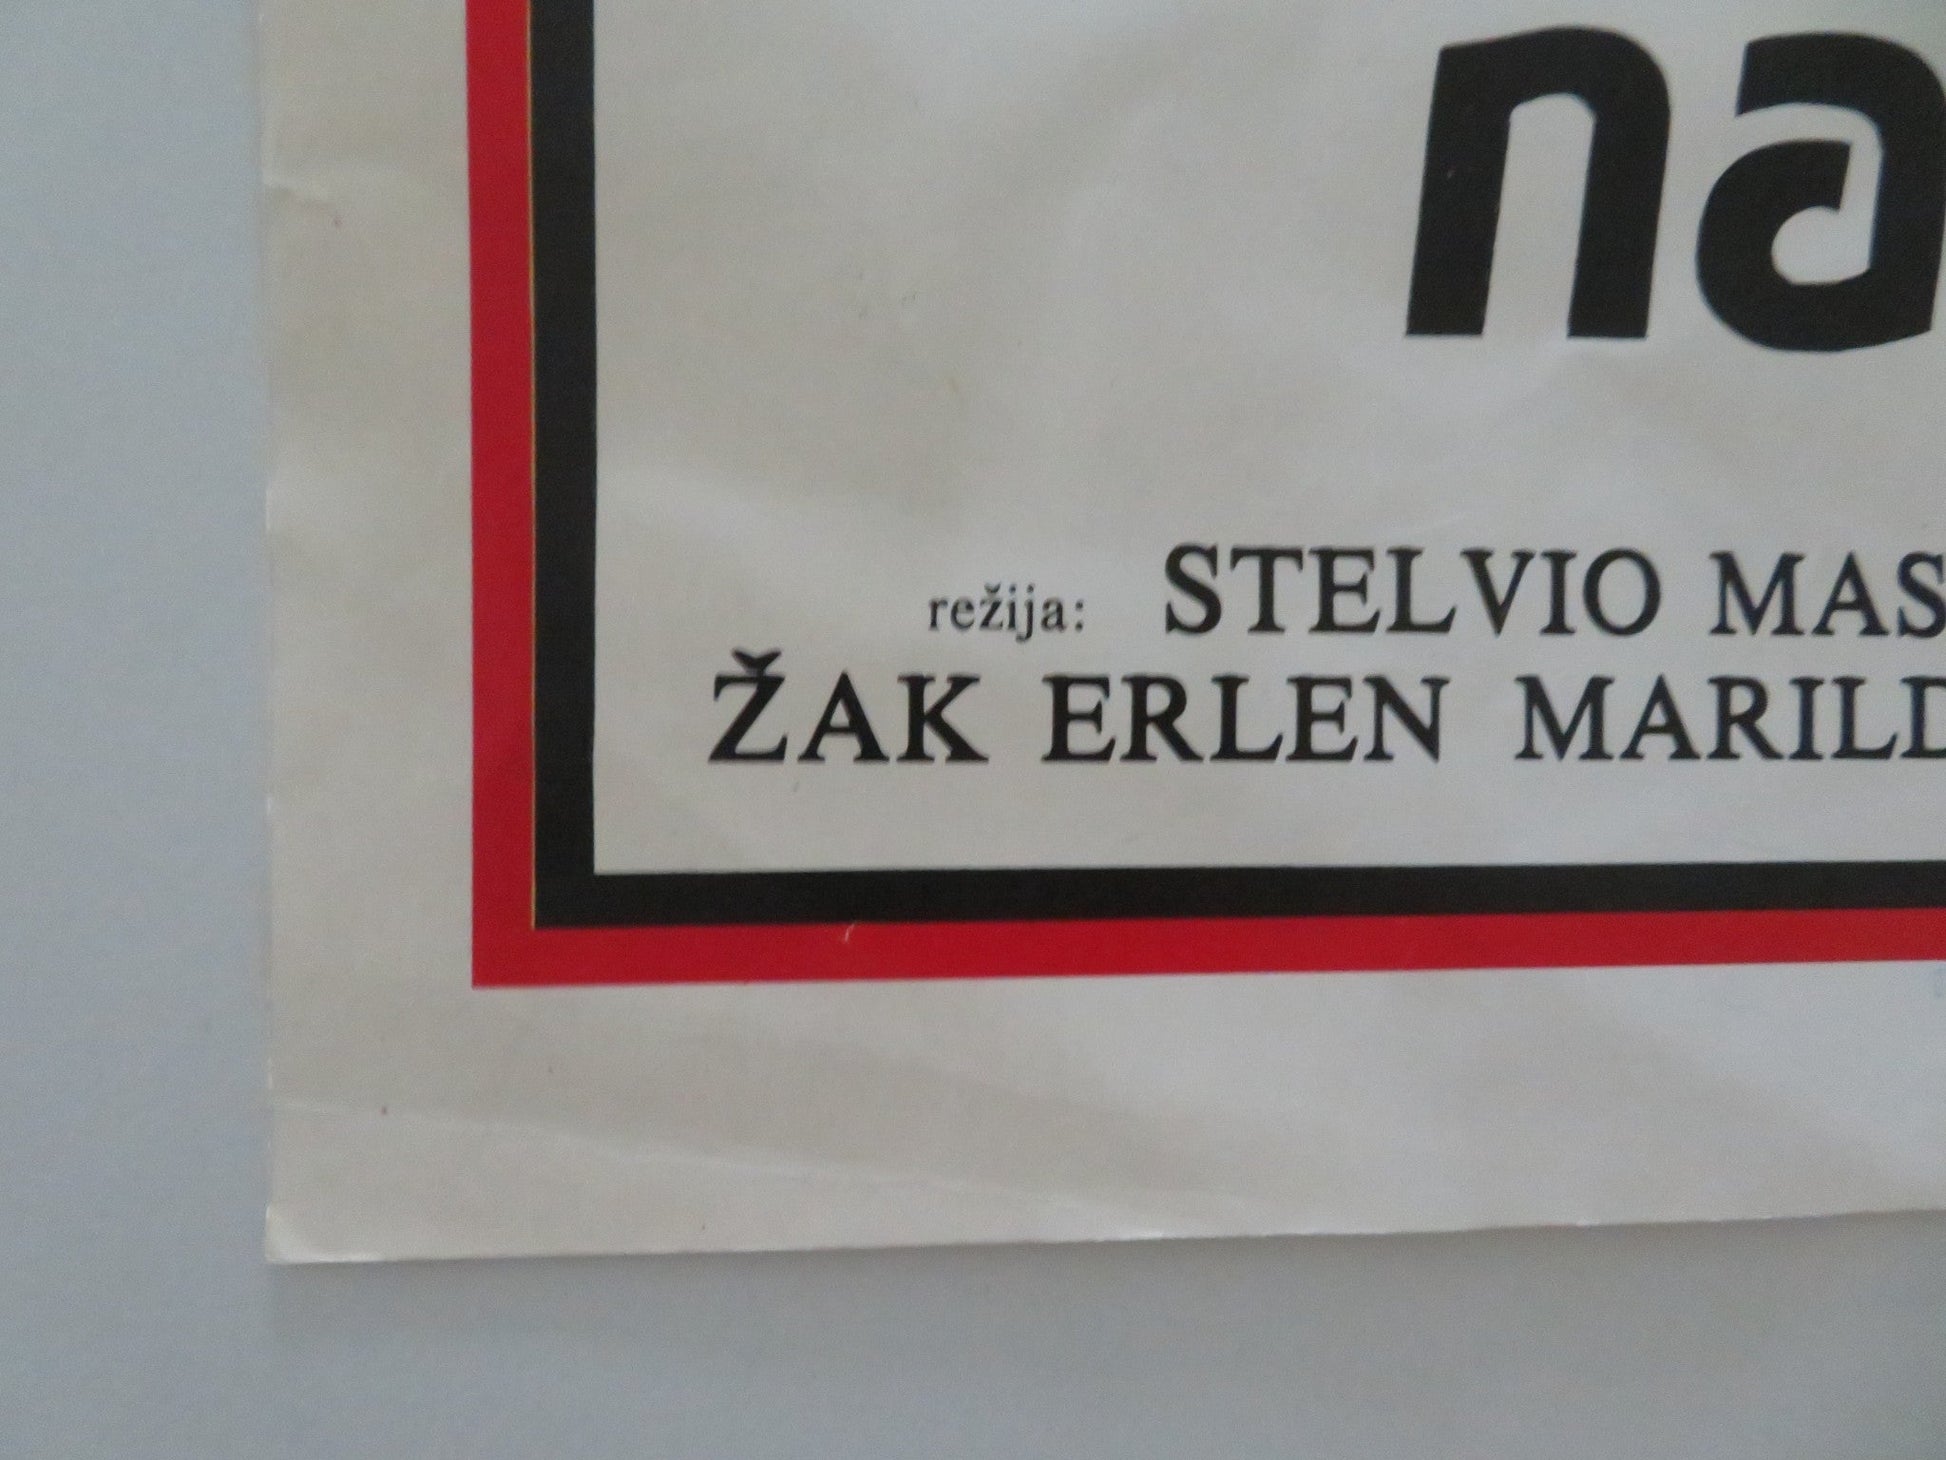 na
režija: STELVIO MAS
ŽAK ERLEN MARILD